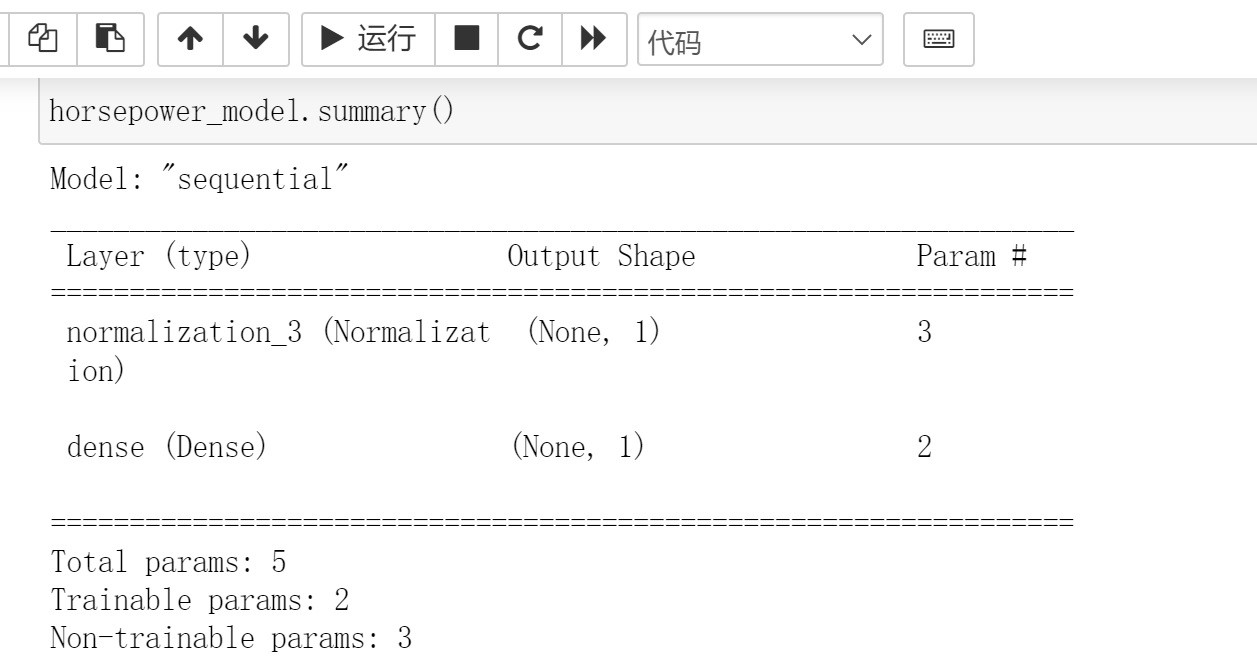 运行
代码
horsepower_model.summary()
Model: "sequential"
_________________________________________________________________
Layer (type) Output Shape Param #
=================================================================
normalization_3 (Normalizat (None, 1) 3
ion)
dense (Dense) (None, 1) 2
=================================================================
Total params: 5
Trainable params: 2
Non-trainable params: 3